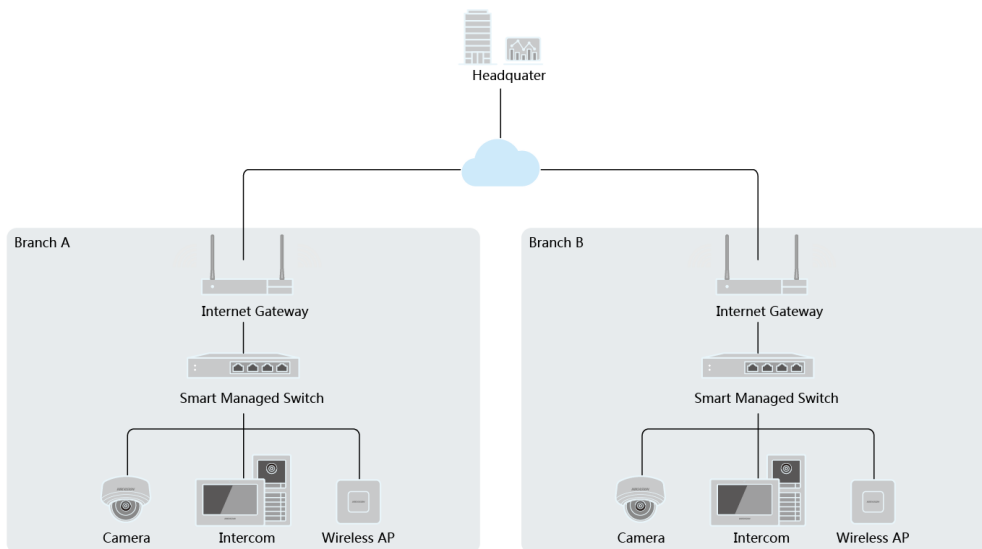 Headquater
Branch A
Branch B
Internet Gateway
Internet Gateway
Smart Managed Switch
Smart Managed Switch
Camera
Intercom
Wireless AP
Camera
Intercom
Wireless AP